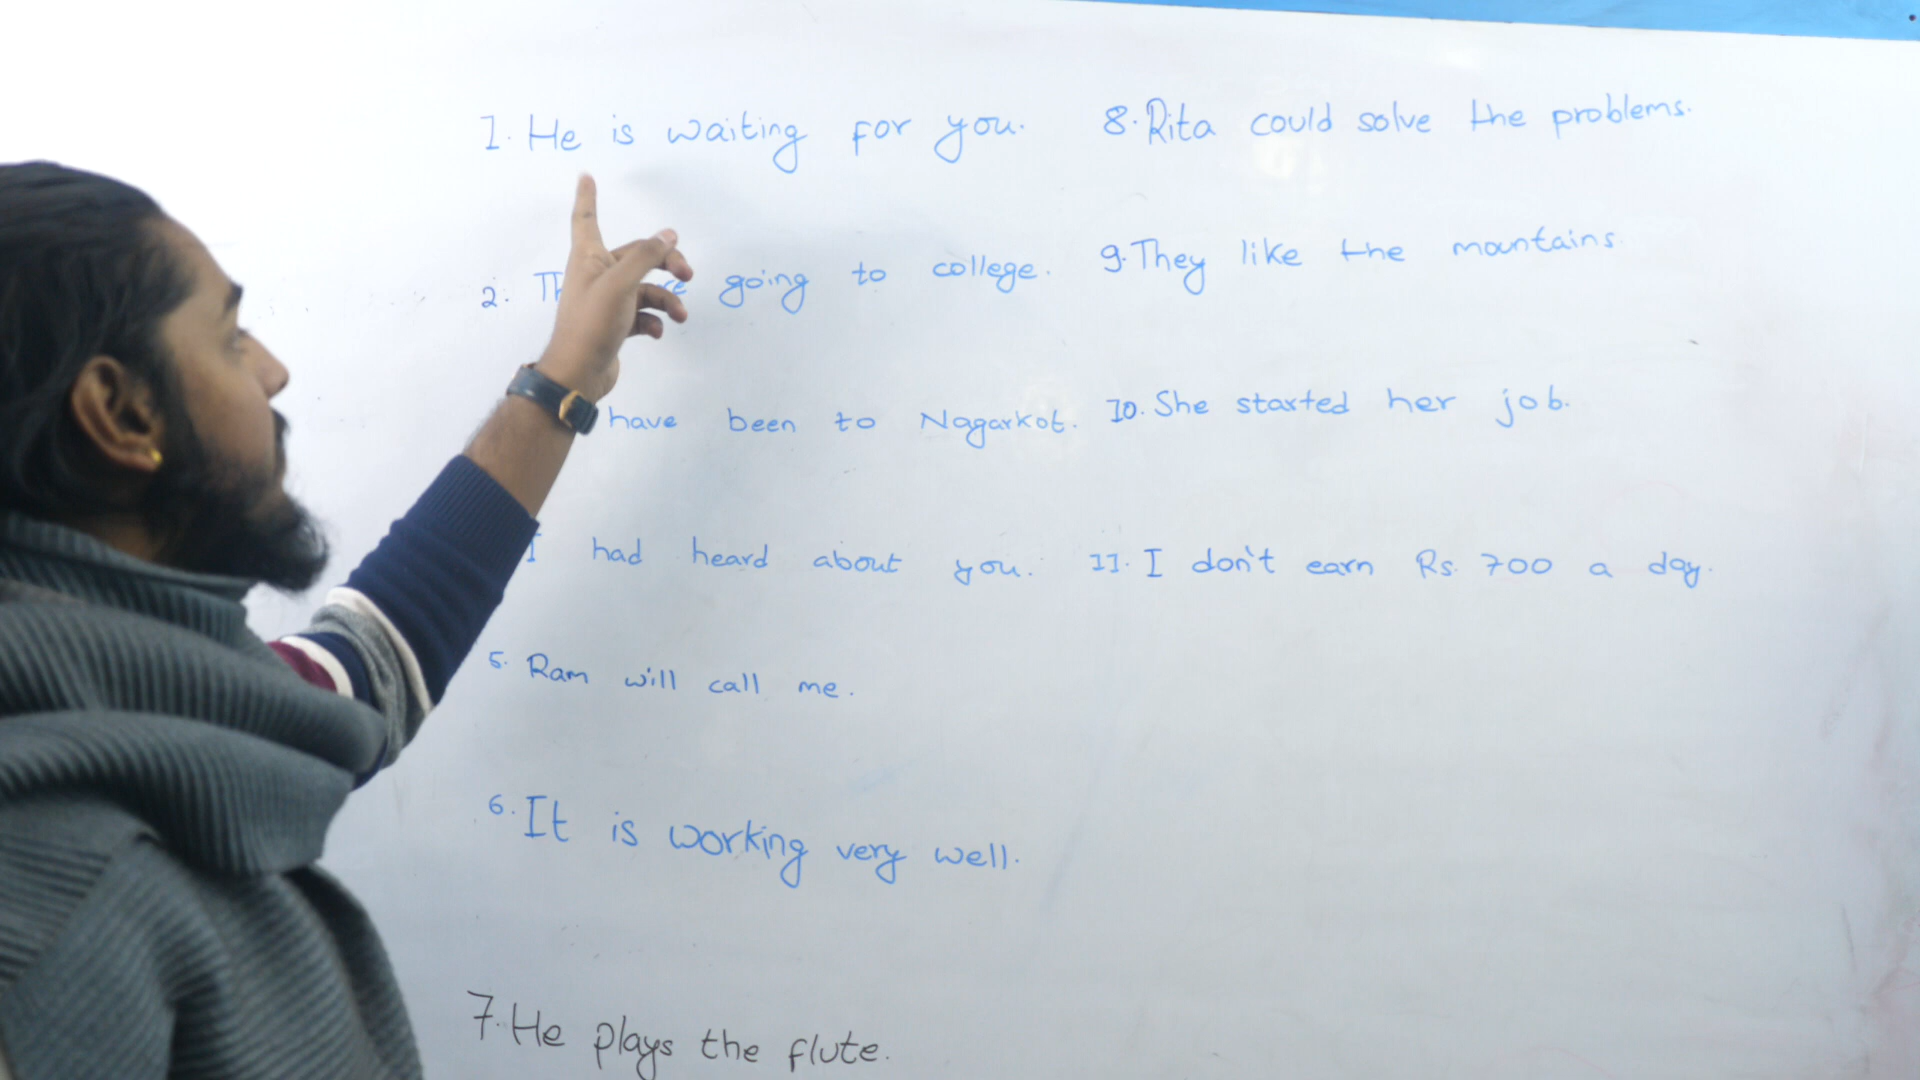 1. He is waiting for you.
2. going to college.
have been to Nagarkot.
I had heard about you.
5. Ram will call me.
6. It is working very well.
7. He plays the flute.
8. Rita could solve the problems.
9. They like the mountains.
10. She started her job.
11. I don't earn Rs. 700 a day.